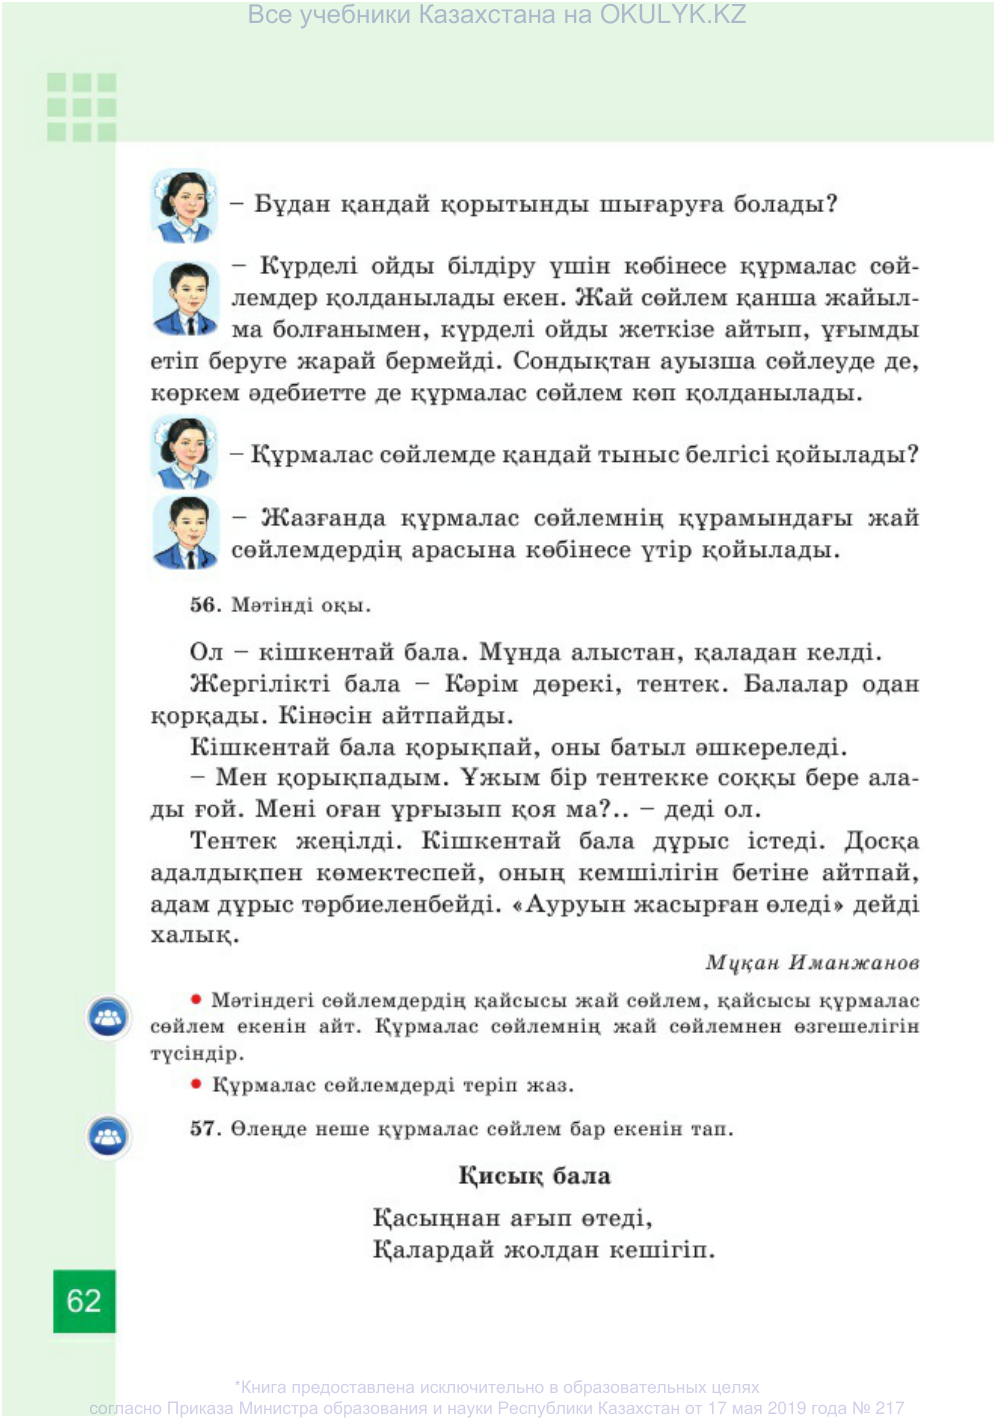 Все учебники Казахстана на OKULYK.KZ
– Бұдан қандай қорытынды шығаруға болады?
– Күрделі ойды білдіру үшін көбінесе құрмалас сөй-
лемдер қолданылады екен. Жай сөйлем қанша жайыл-
ма болғанымен, күрделі ойды жеткізе айтып, ұғымды
етіп беруге жарай бермейді. Сондықтан ауызша сөйлеуде де,
көркем әдебиетте де құрмалас сөйлем көп қолданылады.
– Құрмалас сөйлемде қандай тыныс белгісі қойылады?
– Жазғанда құрмалас сөйлемнің құрамындағы жай
сөйлемдердің арасына көбінесе үтір қойылады.
56. Мәтінді оқы.
Ол – кішкентай бала. Мұнда алыстан, қаладан келді.
Жергілікті бала – Кәрім дөрекі, тентек. Балалар одан
қорқады. Кінәсін айтпайды.
Кішкентай бала қорықпай, оны батыл әшкереледі.
– Мен қорықпадым. Ұжым бір тентекке соққы бере ала-
ды ғой. Мені оған ұрғызып қоя ма?.. – деді ол.
Тентек жеңілді. Кішкентай бала дұрыс істеді. Досқа
адалдықпен көмектеспей, оның кемшілігін бетіне айтпай,
адам дұрыс тәрбиеленбейді. «Ауруын жасырған өледі» дейді
халық.
Мұқан Иманжанов
• Мәтіндегі сөйлемдердің қайсысы жай сөйлем, қайсысы құрмалас
сөйлем екенін айт. Құрмалас сөйлемнің жай сөйлемнен өзгешелігін
түсіндір.
• Құрмалас сөйлемдерді теріп жаз.
57. Өлеңде неше құрмалас сөйлем бар екенін тап.
Қисық бала
Қасыңнан ағып өтеді,
Қалардай жолдан кешігіп.
62
*Книга предоставлена исключительно в образовательных целях
согласно Приказа Министра образования и науки Республики Казахстан от 17 мая 2019 года № 217